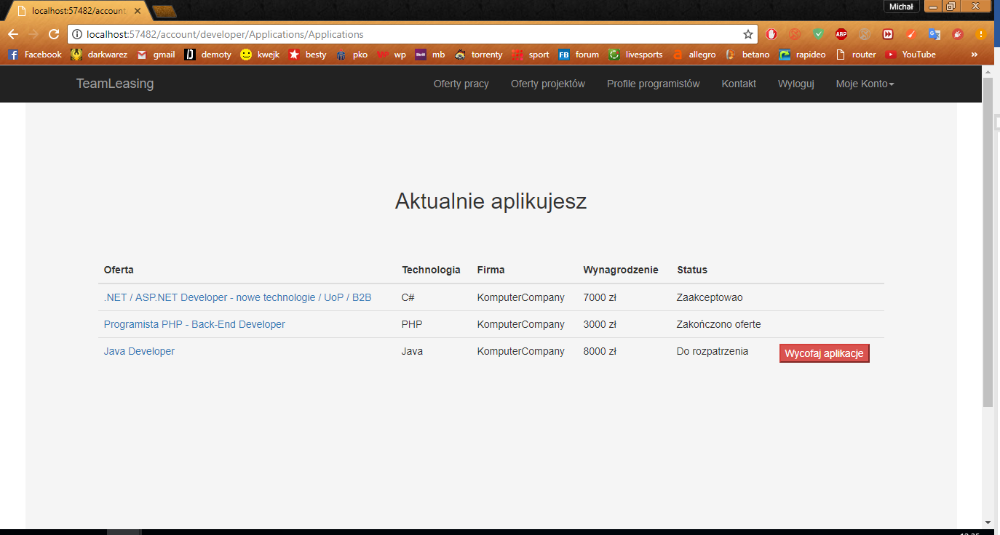 localhost:57482/account
Michał
localhost:57482/account/developer/Applications/Applications
ABP
Facebook darkwarez gmail demoty kwejk besty pko wp mb torrenty sport FB forum livesports allegro betano rapideo router YouTube »
TeamLeasing Oferty pracy Oferty projektów Profile programistów Kontakt Wyloguj Moje Konto
Aktualnie aplikujesz
Oferta Technologia Firma Wynagrodzenie Status
.NET / ASP.NET Developer - nowe technologie / UoP / B2B C# KomputerCompany 7000 zł Zaakceptowao
Programista PHP - Back-End Developer PHP KomputerCompany 3000 zł Zakończono oferte
Java Developer Java KomputerCompany 8000 zł Do rozpatrzenia Wycofaj aplikacje